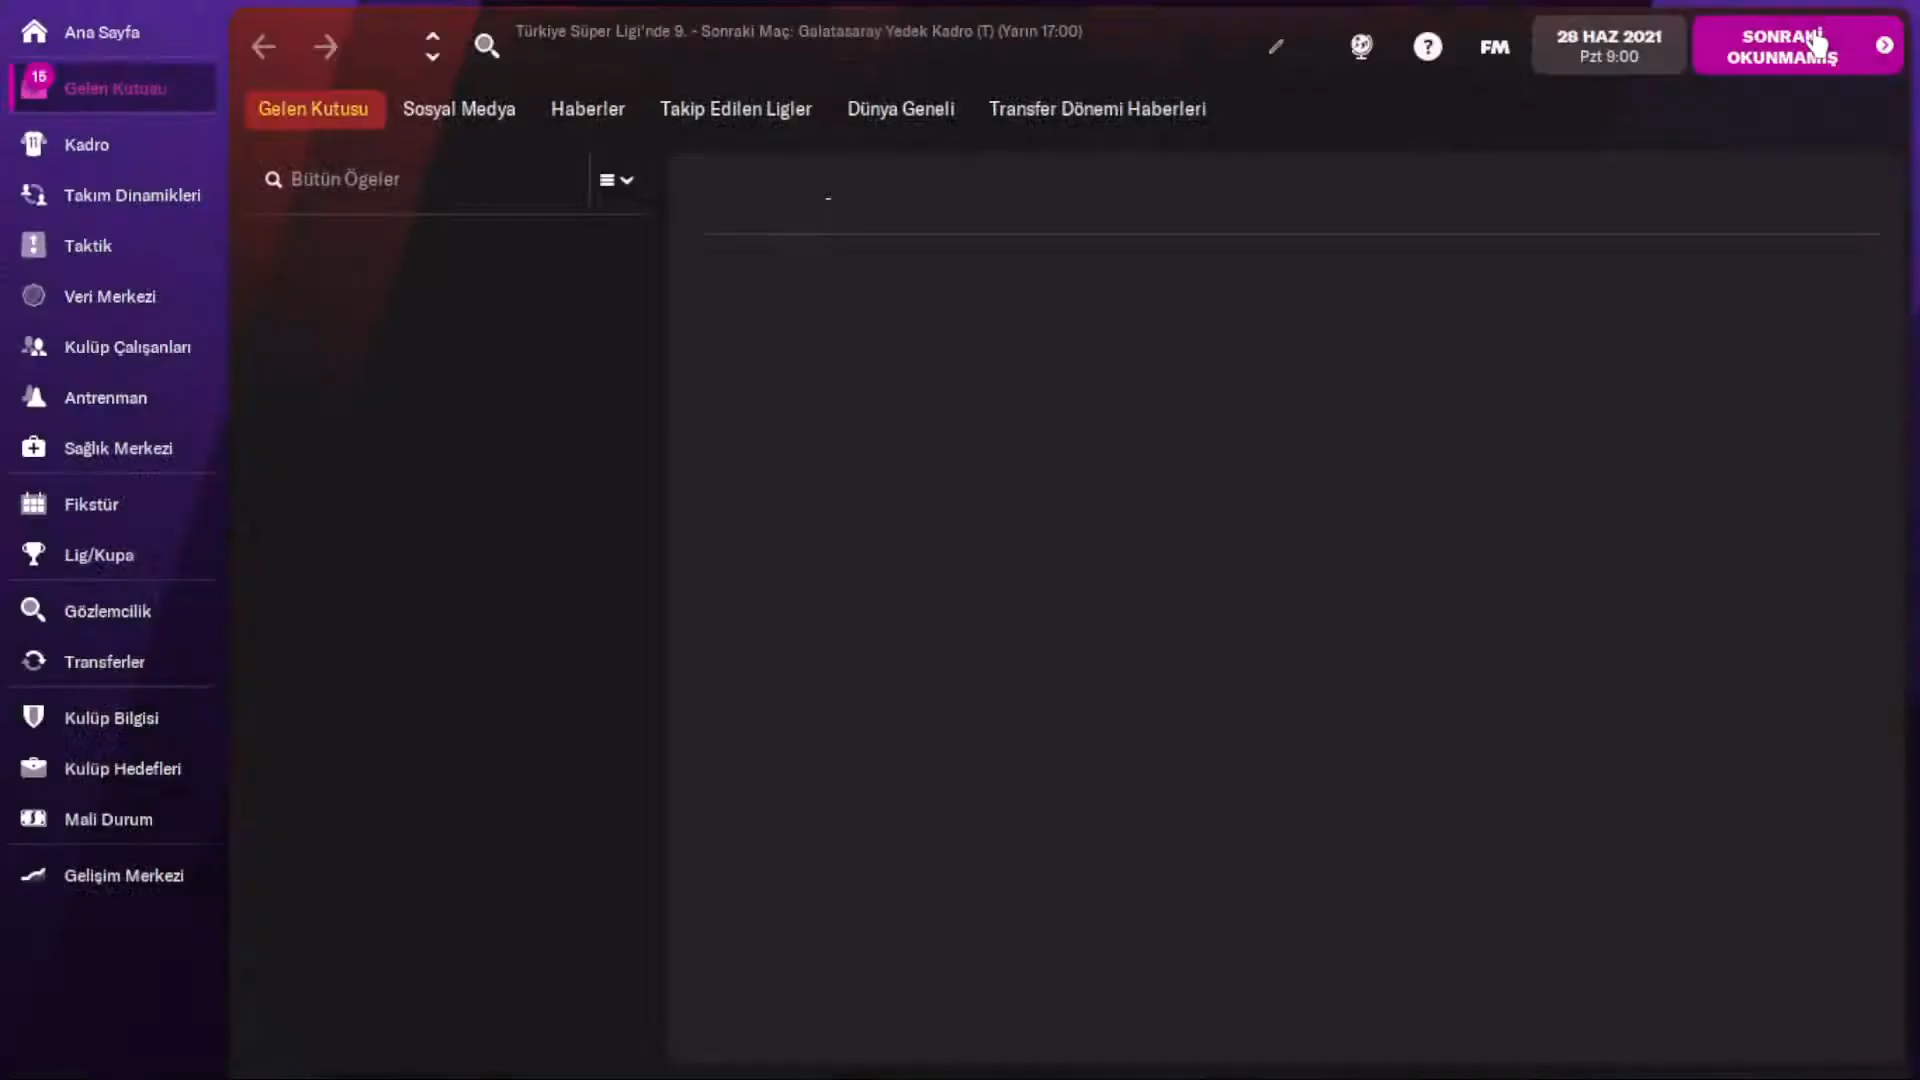 Ana Sayfa
15
Gelen Kutusu
Kadro
Takım Dinamikleri
Taktik
Veri Merkezi
Kulüp Çalışanları
Antrenman
Sağlık Merkezi
Fikstür
Lig/Kupa
Gözlemcilik
Transferler
Kulüp Bilgisi
Kulüp Hedefleri
Mali Durum
Gelişim Merkezi
Türkiye Süper Ligi'nde 9. - Sonraki Maç: Galatasaray Yedek Kadro (T) (Yarın 17:00)
?
FM
28 HAZ 2021
Pzt 9:00
SONRAKİ
OKUNMAMIŞ
Gelen Kutusu
Sosyal Medya
Haberler
Takip Edilen Ligler
Dünya Geneli
Transfer Dönemi Haberleri
Bütün Ögeler
-